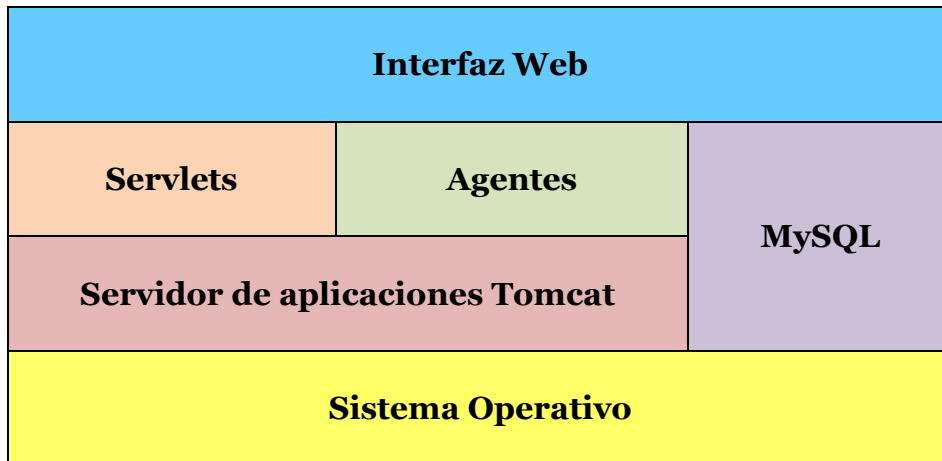 Interfaz Web
Servlets
Agentes
MySQL
Servidor de aplicaciones Tomcat
Sistema Operativo